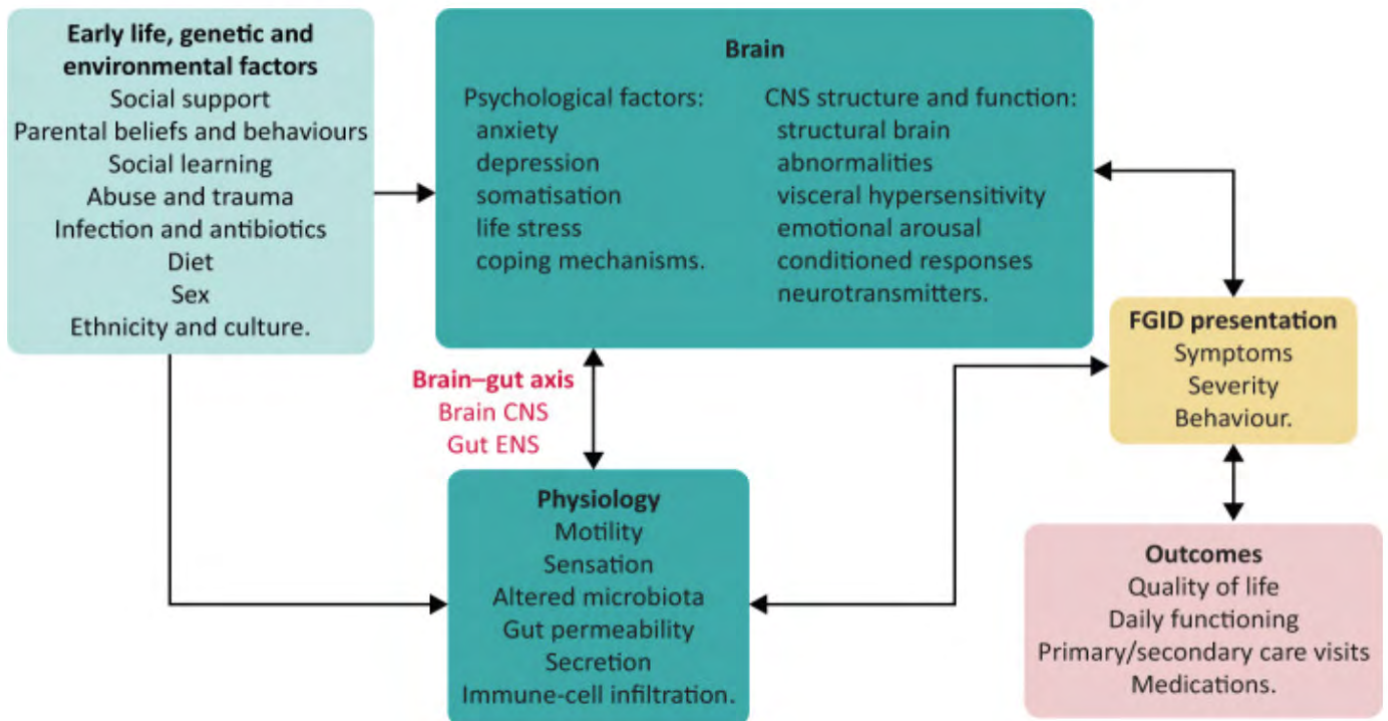 Early life, genetic and
environmental factors
Social support
Parental beliefs and behaviours
Social learning
Abuse and trauma
Infection and antibiotics
Diet
Sex
Ethnicity and culture.
Brain
Psychological factors:
anxiety
depression
somatisation
life stress
coping mechanisms.
CNS structure and function:
structural brain
abnormalities
visceral hypersensitivity
emotional arousal
conditioned responses
neurotransmitters.
Brain–gut axis
Brain CNS
Gut ENS
Physiology
Motility
Sensation
Altered microbiota
Gut permeability
Secretion
Immune-cell infiltration.
FGID presentation
Symptoms
Severity
Behaviour.
Outcomes
Quality of life
Daily functioning
Primary/secondary care visits
Medications.